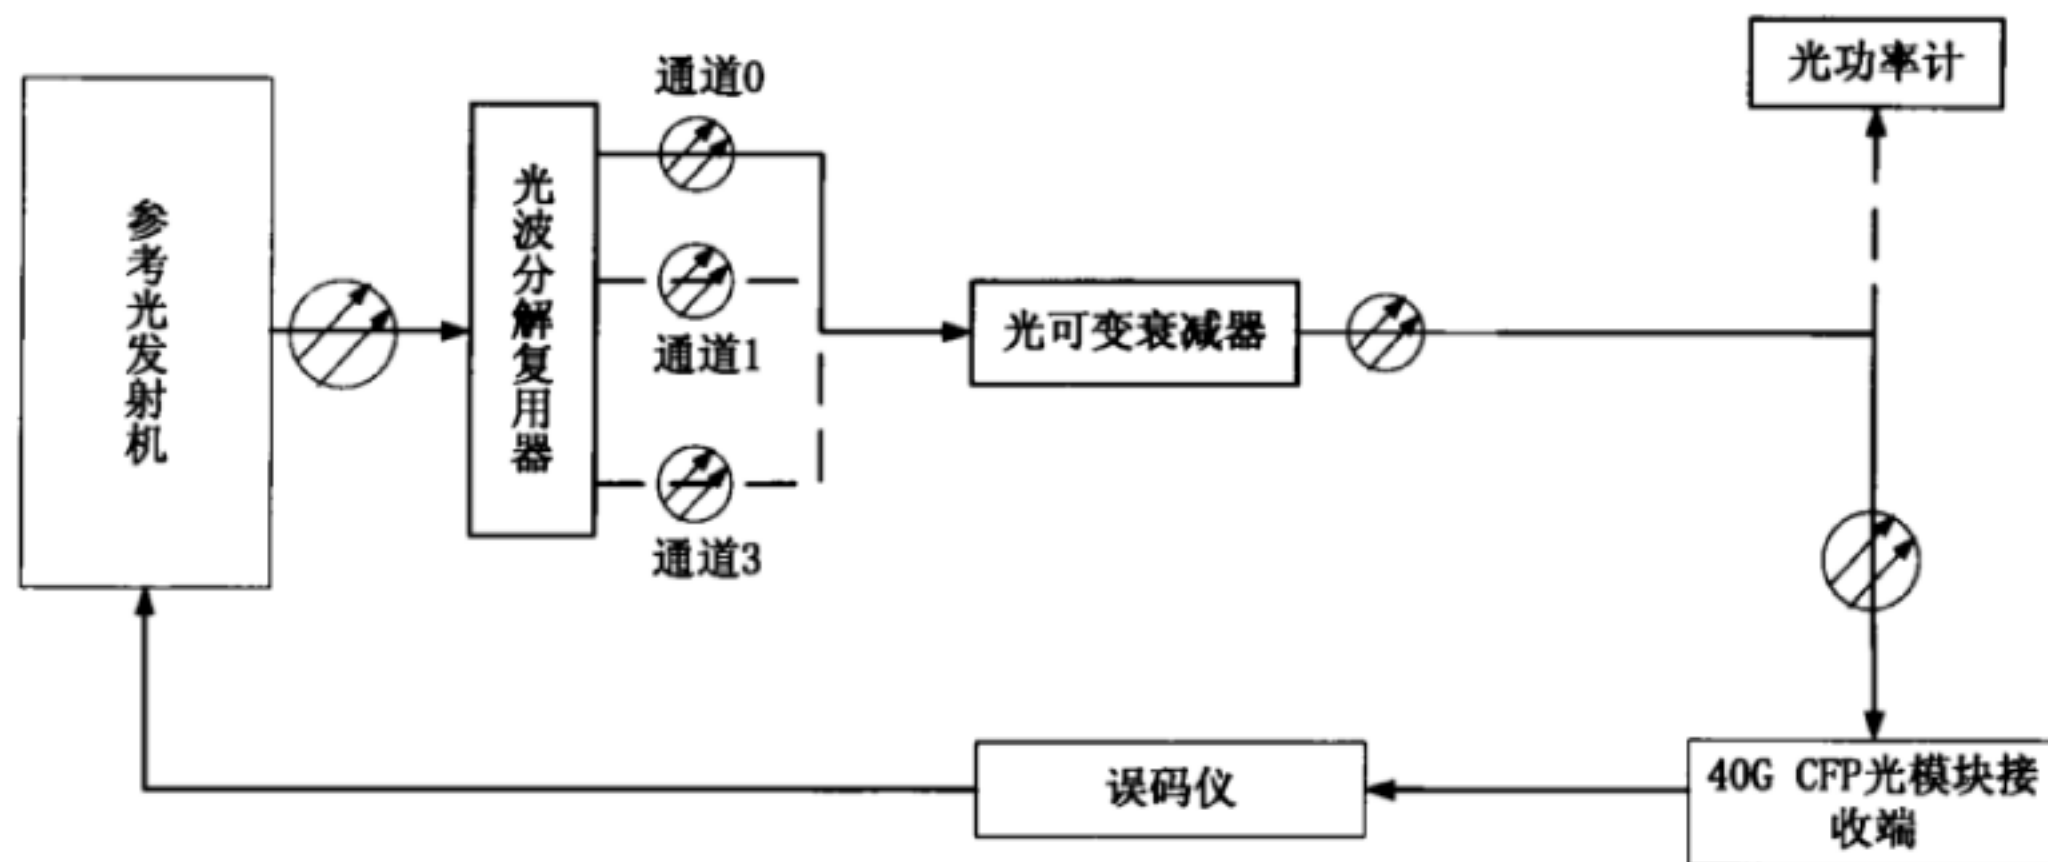 光功率计
通道0
参考光发射机
光波分解复用器
通道1
光可变衰减器
通道3
误码仪
40G CFP光模块接
收端